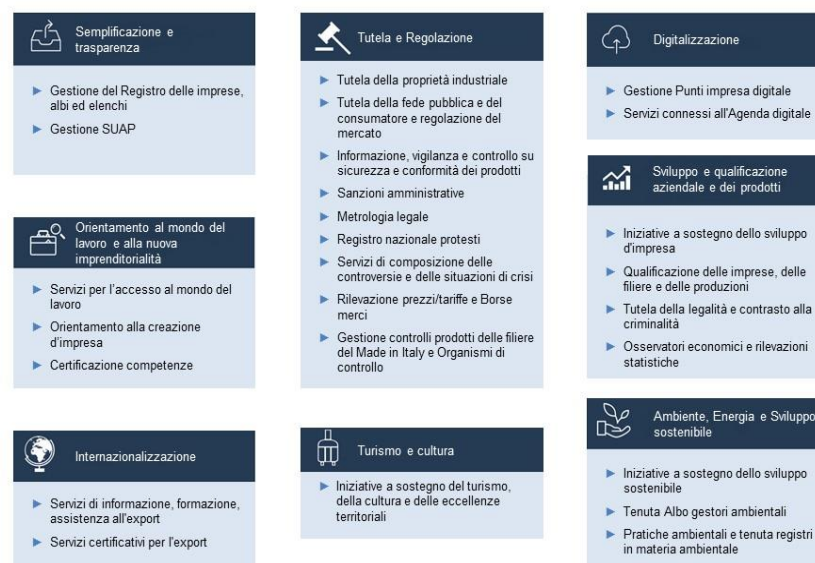 Semplificazione e
trasparenza
Gestione del Registro delle imprese,
albi ed elenchi
Gestione SUAP
Orientamento al mondo del
lavoro e alla nuova
imprenditorialità
Servizi per l'accesso al mondo del
lavoro
Orientamento alla creazione
d'impresa
Certificazione competenze
Internazionalizzazione
Servizi di informazione, formazione,
assistenza all'export
Servizi certificativi per l'export
Tutela e Regolazione
Tutela della proprietà industriale
Tutela della fede pubblica e del
consumatore e regolazione del
mercato
Informazione, vigilanza e controllo su
sicurezza e conformità dei prodotti
Sanzioni amministrative
Metrologia legale
Registro nazionale protesti
Servizi di composizione delle
controversie e delle situazioni di crisi
Rilevazione prezzi/tariffe e Borse
merci
Gestione controlli prodotti delle filiere
del Made in Italy e Organismi di
controllo
Turismo e cultura
Iniziative a sostegno del turismo,
della cultura e delle eccellenze
territoriali
Digitalizzazione
Gestione Punti impresa digitale
Servizi connessi all'Agenda digitale
Sviluppo e qualificazione
aziendale e dei prodotti
Iniziative a sostegno dello sviluppo
d'impresa
Qualificazione delle imprese, delle
filiere e delle produzioni
Tutela della legalità e contrasto alla
criminalità
Osservatori economici e rilevazioni
statistiche
Ambiente, Energia e Sviluppo
sostenibile
Iniziative a sostegno dello sviluppo
sostenibile
Tenuta Albo gestori ambientali
Pratiche ambientali e tenuta registri
in materia ambientale